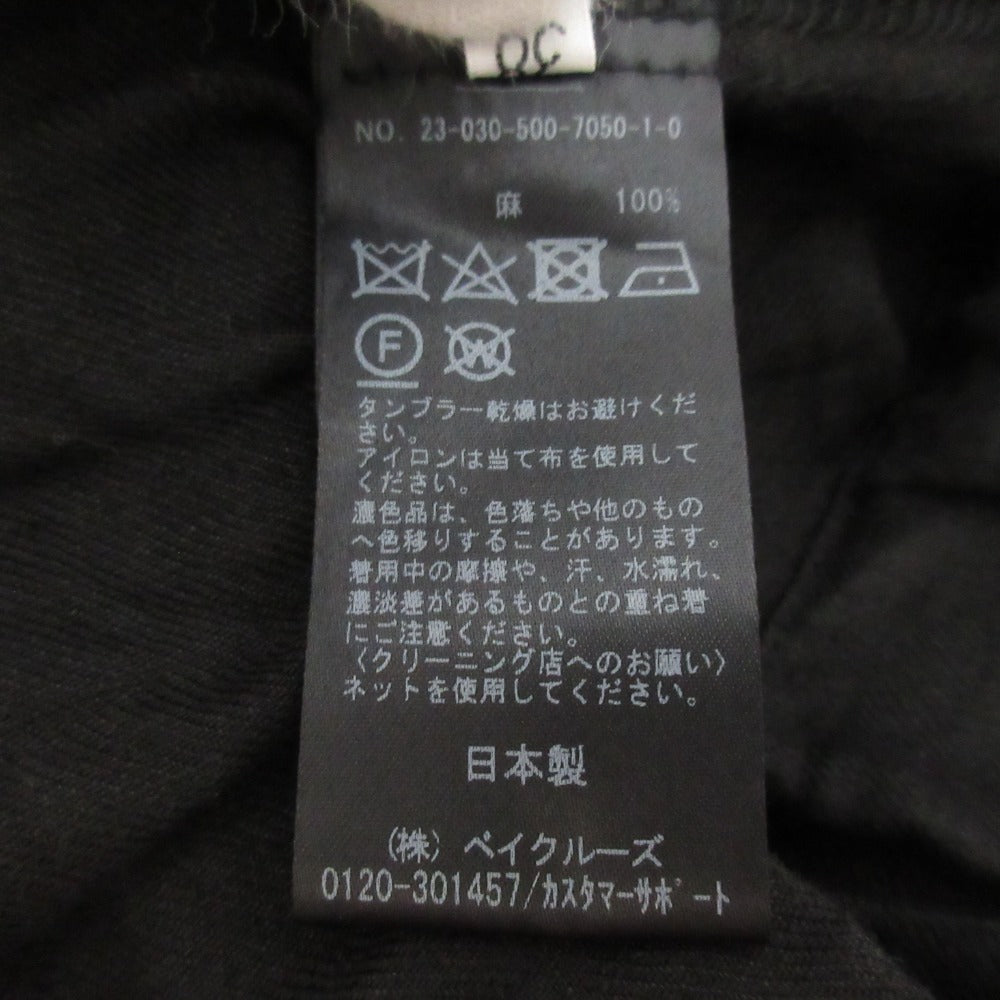 QC
NO. 23-030-500-7050-1-0
麻 100%
F
W
タンブラー乾燥はお避けくだ
さい。
アイロンは当て布を使用して
ください。
濃色品は、色落ちや他のもの
へ色移りすることがあります。
着用中の摩擦や、汗、水濡れ、
濃淡差があるものとの重ね着
にご注意ください。
〈クリーニング店へのお願い〉
ネットを使用してください。
日本製
(株) ベイクルーズ
0120-301457/カスタマーサポート